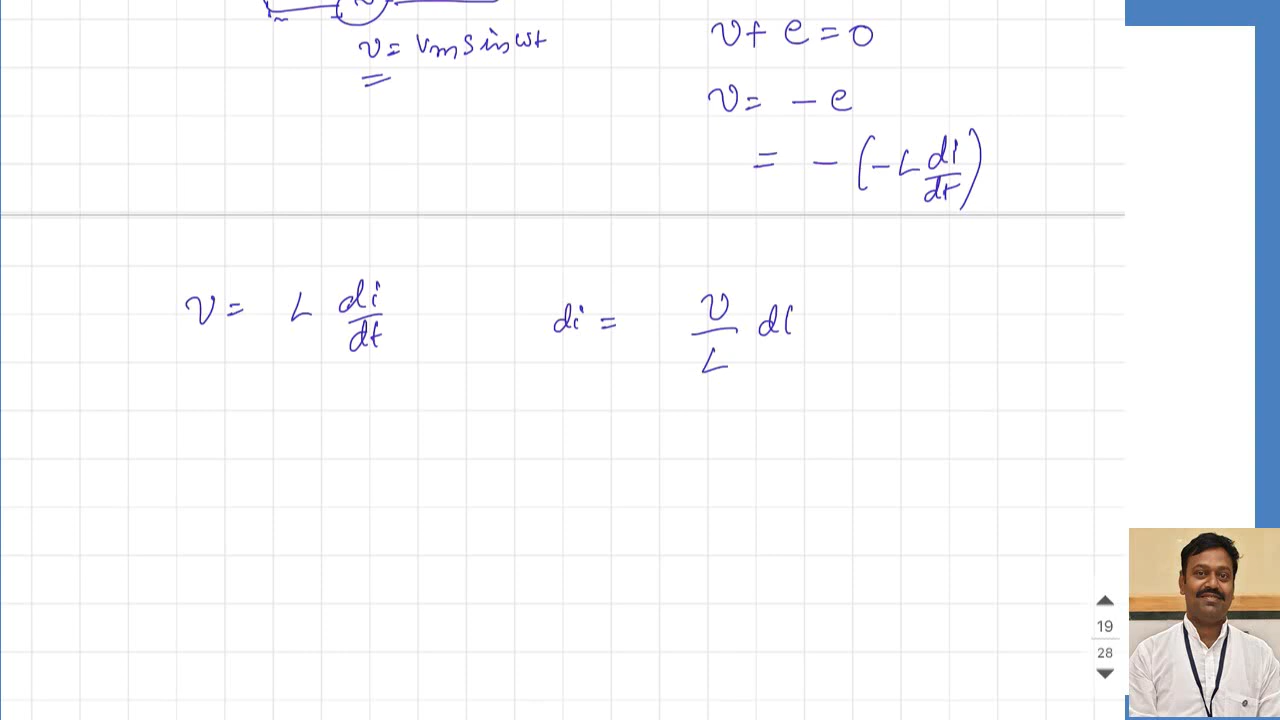 v = Vm Sin ωt
v + e = 0
v = - e
= - (-L di/dt)
v = L di/dt
di = v/L dt
19
28